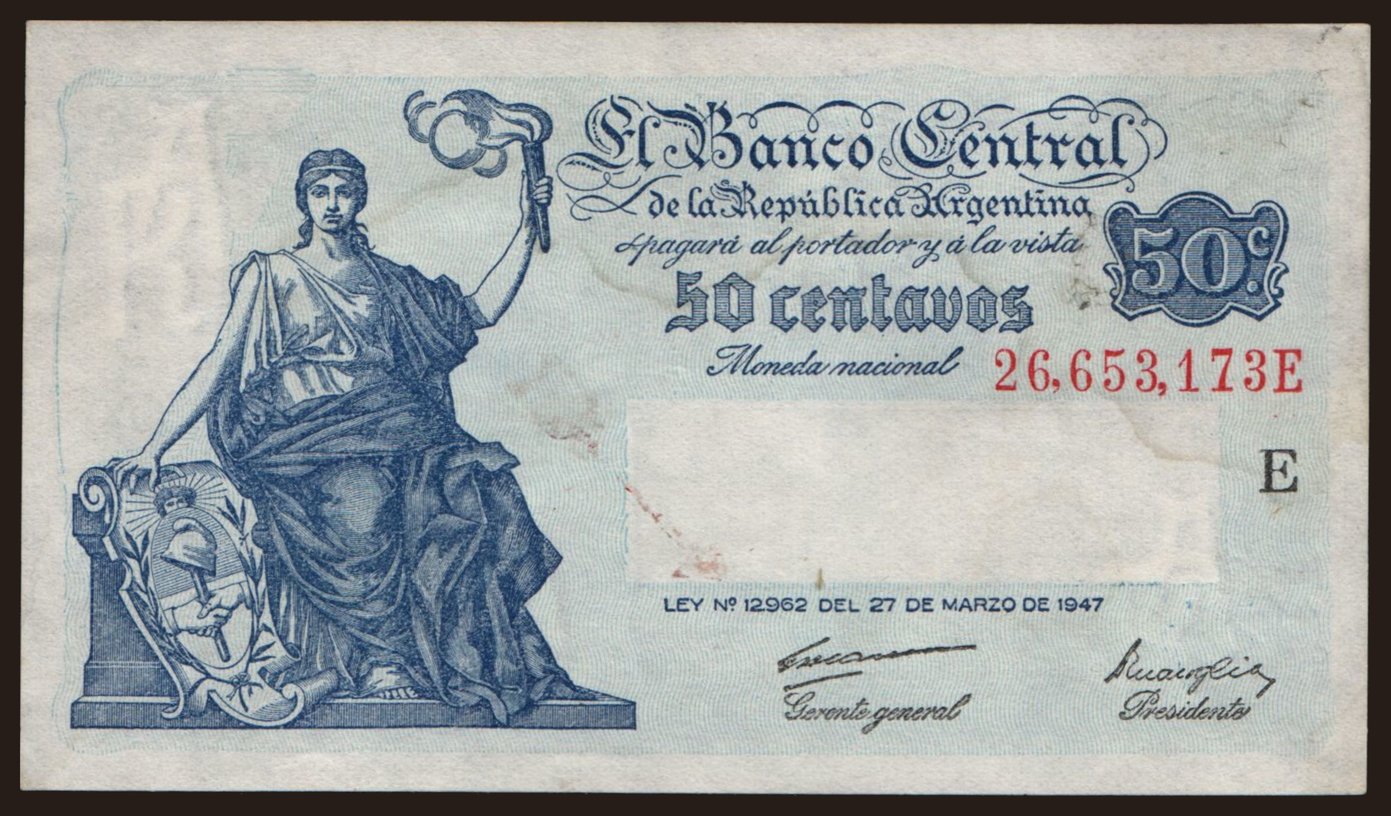 El Banco Central
de la República Argentina
pagará al portador y á la vista
50 c.
50 centavos
Moneda nacional
26,653,173E
E
LEY Nº 12962 DEL 27 DE MARZO DE 1947
Gerente general
Presidente